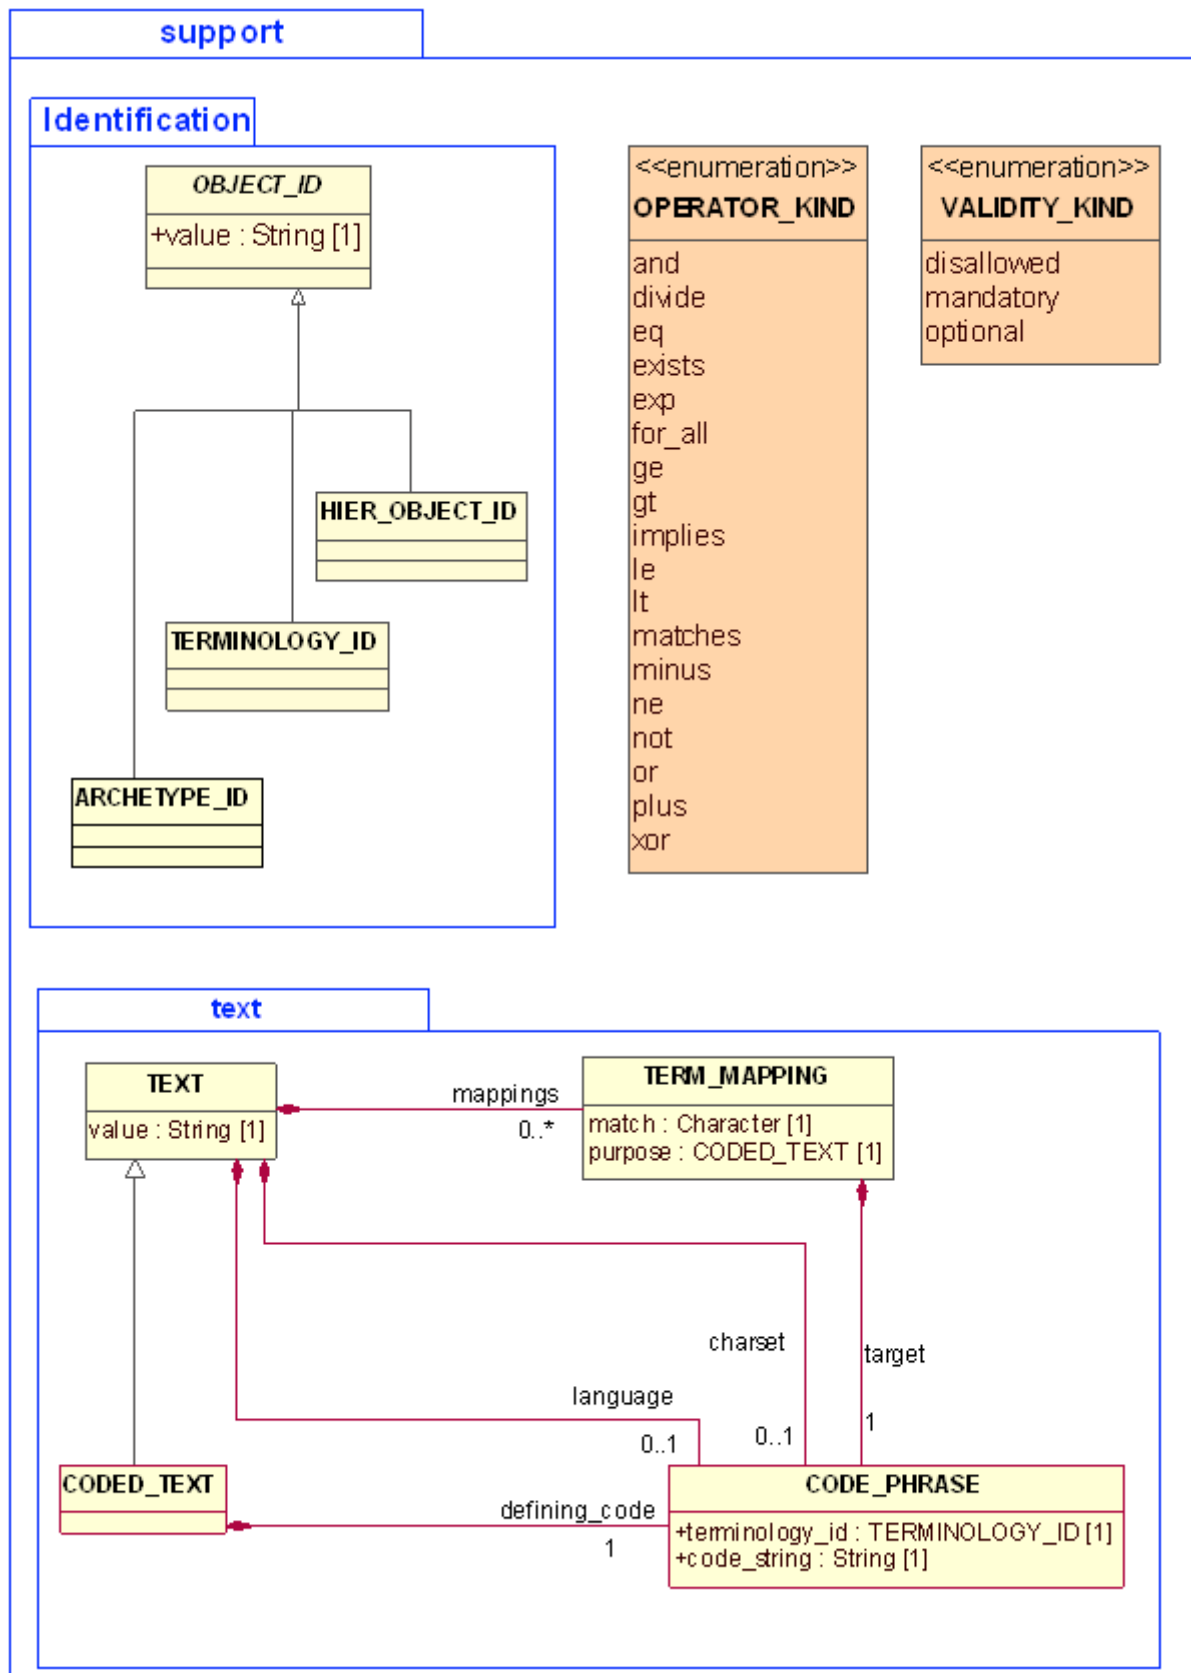 support
Identification
OBJECT_ID
+value : String [1]
HIER_OBJECT_ID
TERMINOLOGY_ID
ARCHETYPE_ID
<<enumeration>>
OPERATOR_KIND
and
divide
eq
exists
exp
for_all
ge
gt
implies
le
lt
matches
minus
ne
not
or
plus
xor
<<enumeration>>
VALIDITY_KIND
disallowed
mandatory
optional
text
TEXT
value : String [1]
mappings
0..*
TERM_MAPPING
match : Character [1]
purpose : CODED_TEXT [1]
charset
0..1
target
1
language
0..1
CODED_TEXT
defining_code
1
CODE_PHRASE
+terminology_id : TERMINOLOGY_ID [1]
+code_string : String [1]